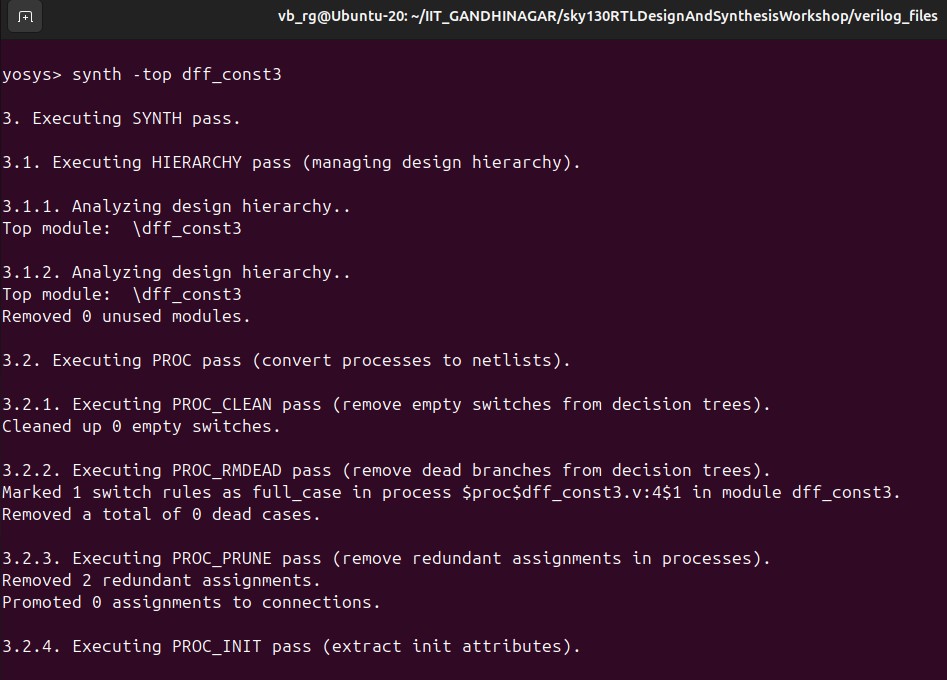 vb_rg@Ubuntu-20: ~/IIT_GANDHINAGAR/sky130RTLDesignAndSynthesisWorkshop/verilog_files
yosys> synth -top dff_const3
3. Executing SYNTH pass.
3.1. Executing HIERARCHY pass (managing design hierarchy).
3.1.1. Analyzing design hierarchy..
Top module:  \dff_const3
3.1.2. Analyzing design hierarchy..
Top module:  \dff_const3
Removed 0 unused modules.
3.2. Executing PROC pass (convert processes to netlists).
3.2.1. Executing PROC_CLEAN pass (remove empty switches from decision trees).
Cleaned up 0 empty switches.
3.2.2. Executing PROC_RMDEAD pass (remove dead branches from decision trees).
Marked 1 switch rules as full_case in process $proc$dff_const3.v:4$1 in module dff_const3.
Removed a total of 0 dead cases.
3.2.3. Executing PROC_PRUNE pass (remove redundant assignments in processes).
Removed 2 redundant assignments.
Promoted 0 assignments to connections.
3.2.4. Executing PROC_INIT pass (extract init attributes).